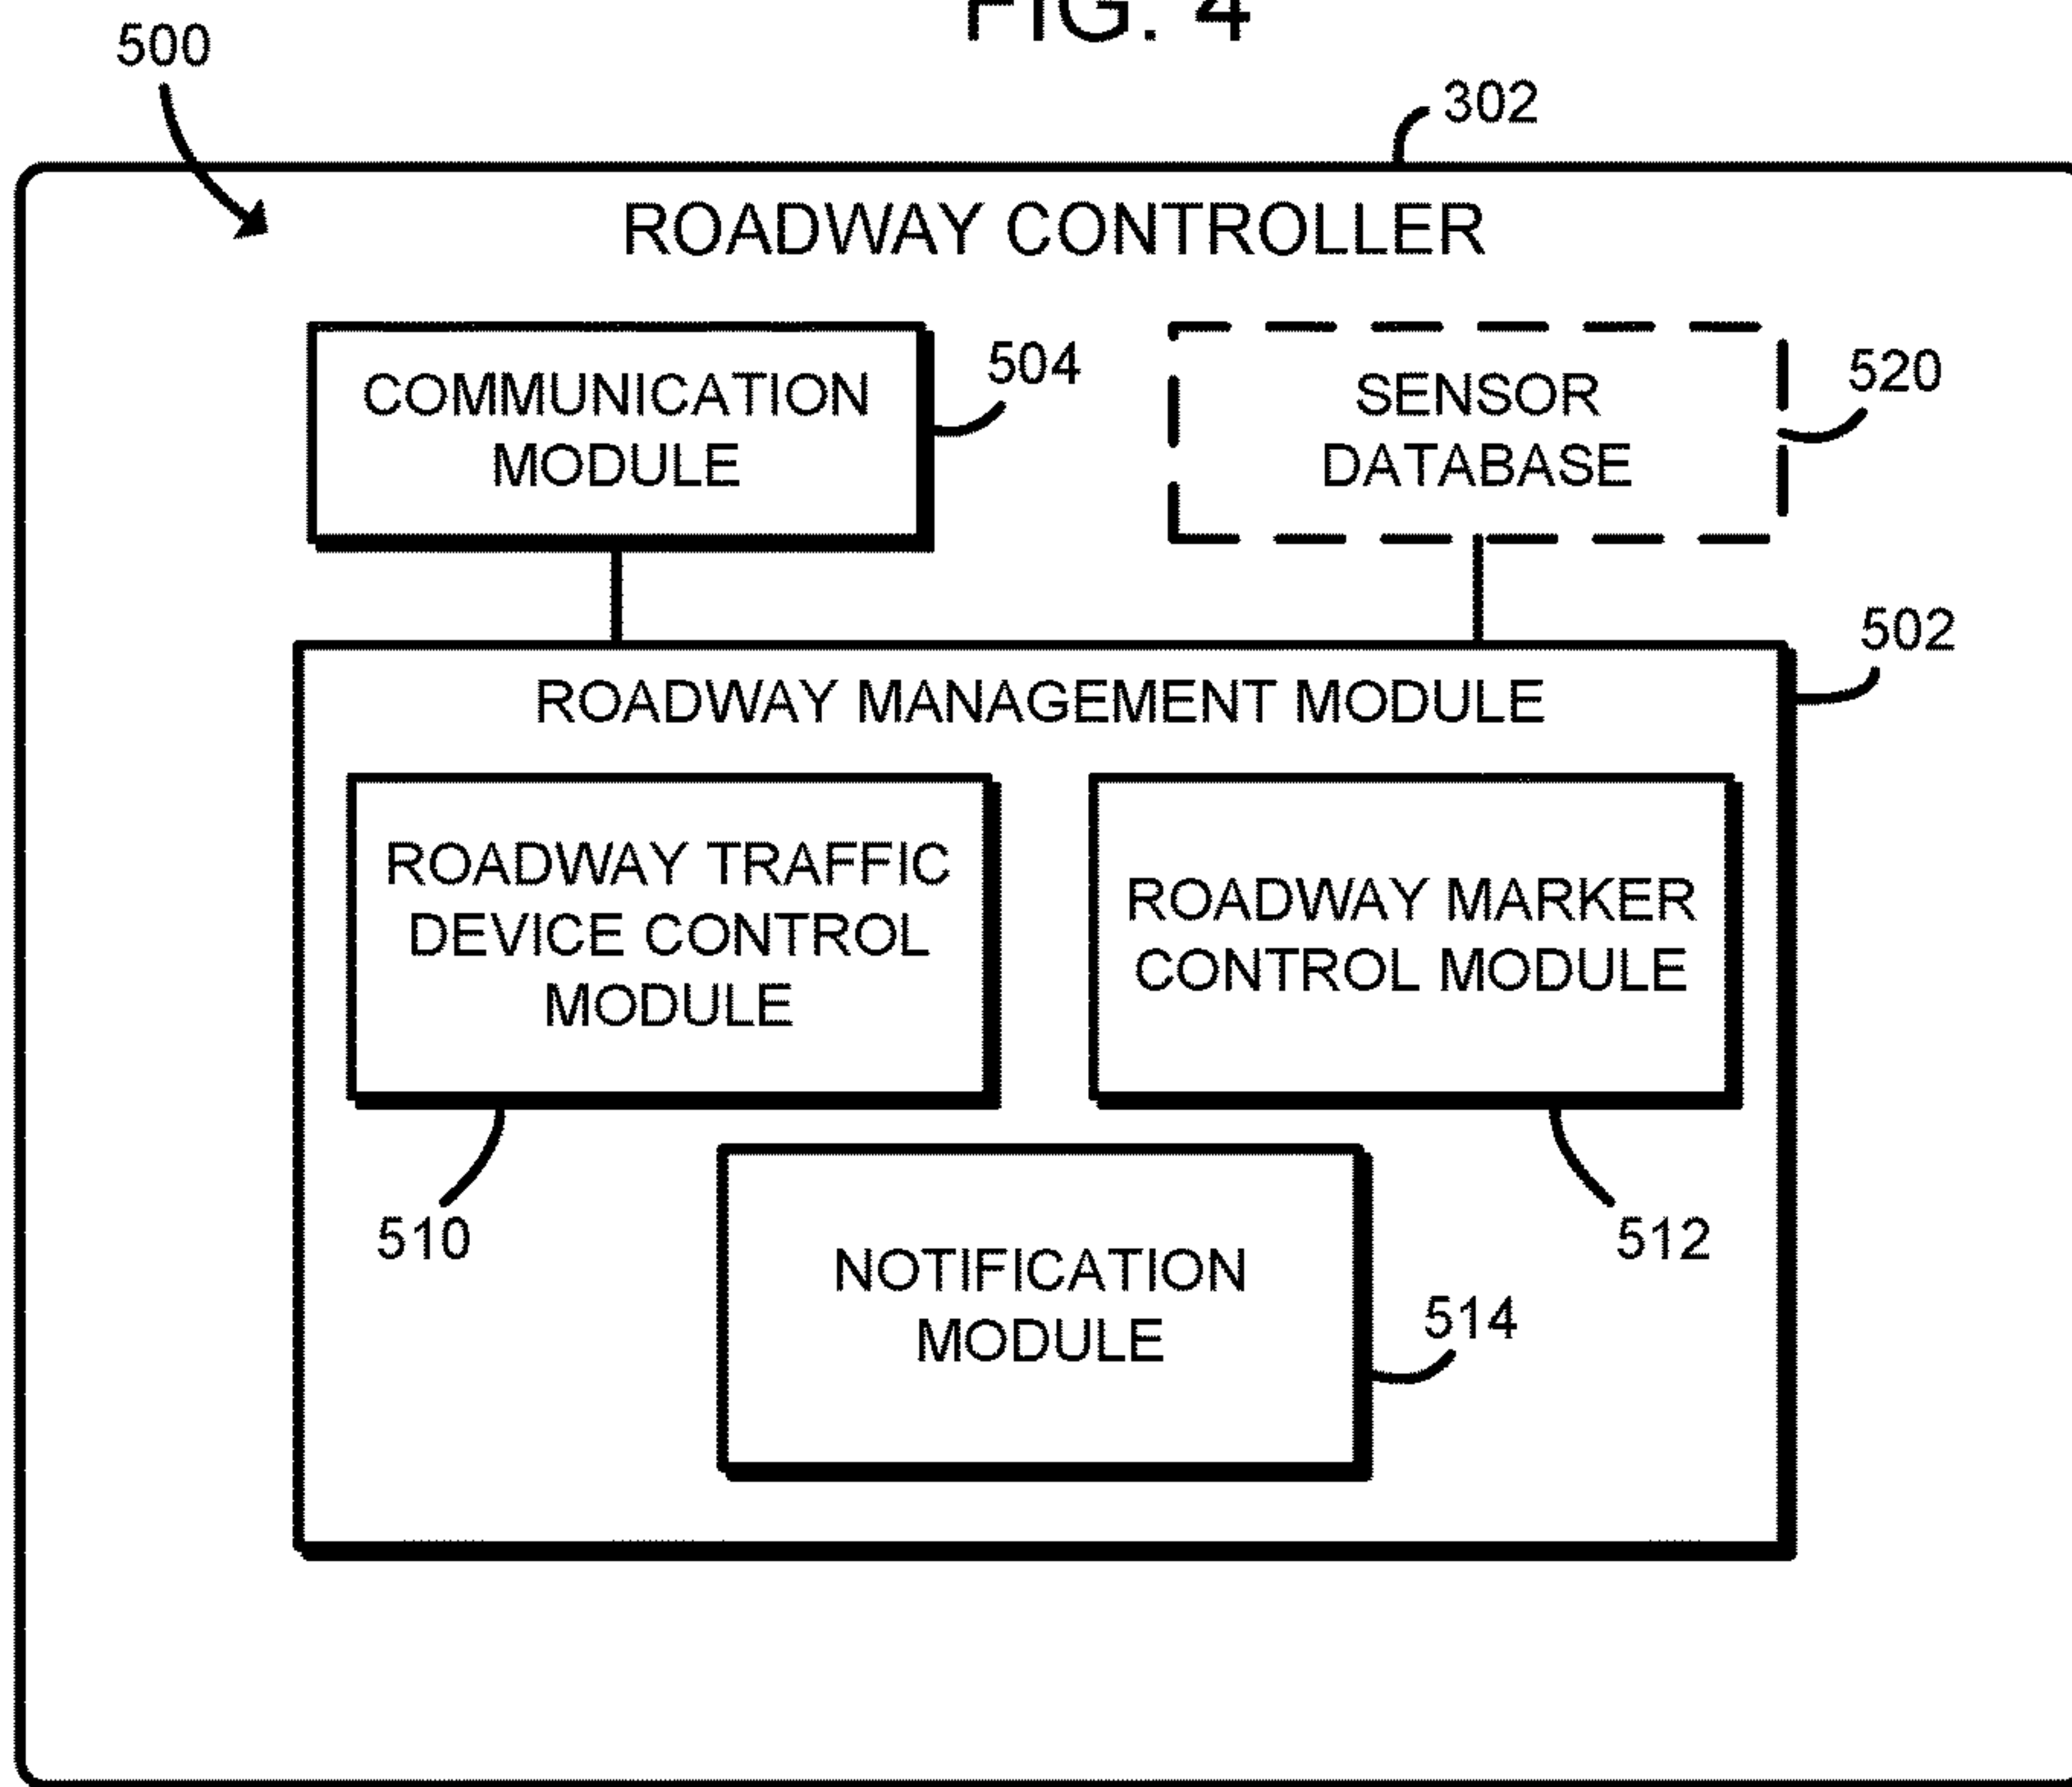 FIG. 4
500
302
ROADWAY CONTROLLER
COMMUNICATION
MODULE
504
SENSOR
DATABASE
520
502
ROADWAY MANAGEMENT MODULE
ROADWAY TRAFFIC
DEVICE CONTROL
MODULE
ROADWAY MARKER
CONTROL MODULE
510
512
NOTIFICATION
MODULE
514